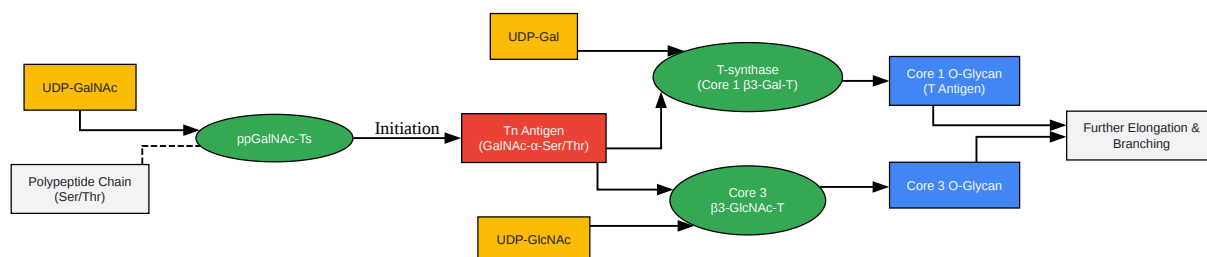 UDP-GalNAc
Polypeptide Chain
(Ser/Thr)
ppGalNAc-Ts
Initiation
Tn Antigen
(GalNAc-α-Ser/Thr)
UDP-Gal
UDP-GlcNAc
T-synthase
(Core 1 β3-Gal-T)
Core 3
β3-GlcNAc-T
Core 1 O-Glycan
(T Antigen)
Core 3 O-Glycan
Further Elongation &
Branching